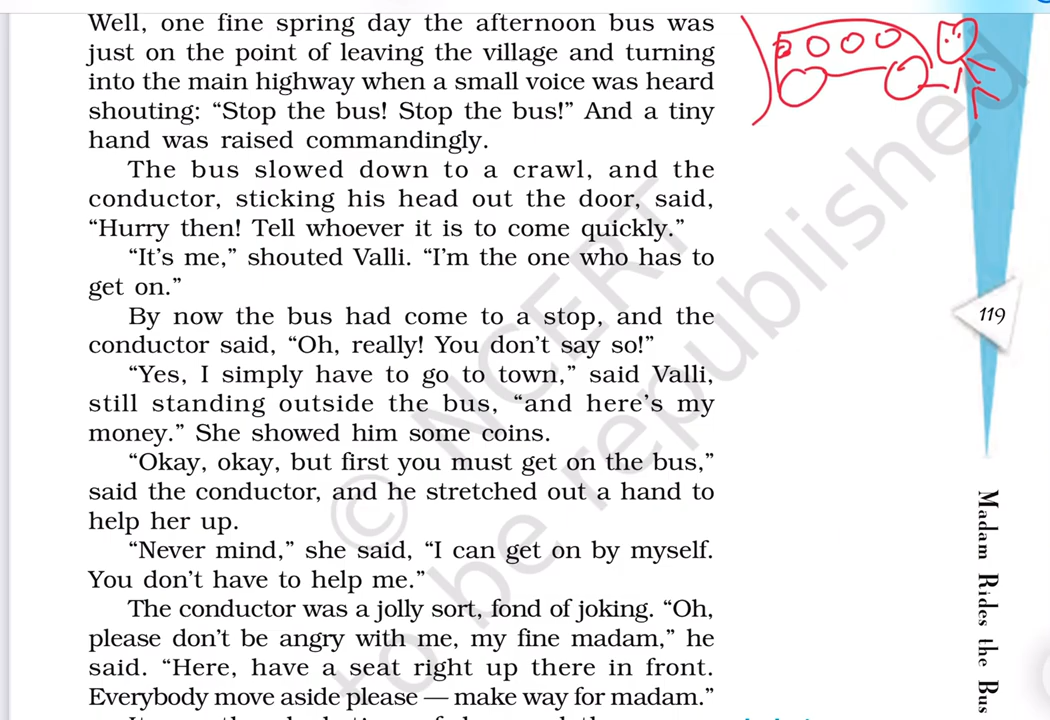 Well, one fine spring day the afternoon bus was
just on the point of leaving the village and turning
into the main highway when a small voice was heard
shouting: “Stop the bus! Stop the bus!” And a tiny
hand was raised commandingly.
The bus slowed down to a crawl, and the
conductor, sticking his head out the door, said,
“Hurry then! Tell whoever it is to come quickly.”
“It’s me,” shouted Valli. “I’m the one who has to
get on.”
By now the bus had come to a stop, and the
conductor said, “Oh, really! You don’t say so!”
“Yes, I simply have to go to town,” said Valli,
still standing outside the bus, “and here’s my
money.” She showed him some coins.
“Okay, okay, but first you must get on the bus,”
said the conductor, and he stretched out a hand to
help her up.
“Never mind,” she said, “I can get on by myself.
You don’t have to help me.”
The conductor was a jolly sort, fond of joking. “Oh,
please don’t be angry with me, my fine madam,” he
said. “Here, have a seat right up there in front.
Everybody move aside please — make way for madam.”
119
Madam Rides the Bus
© NCERT
to be republished